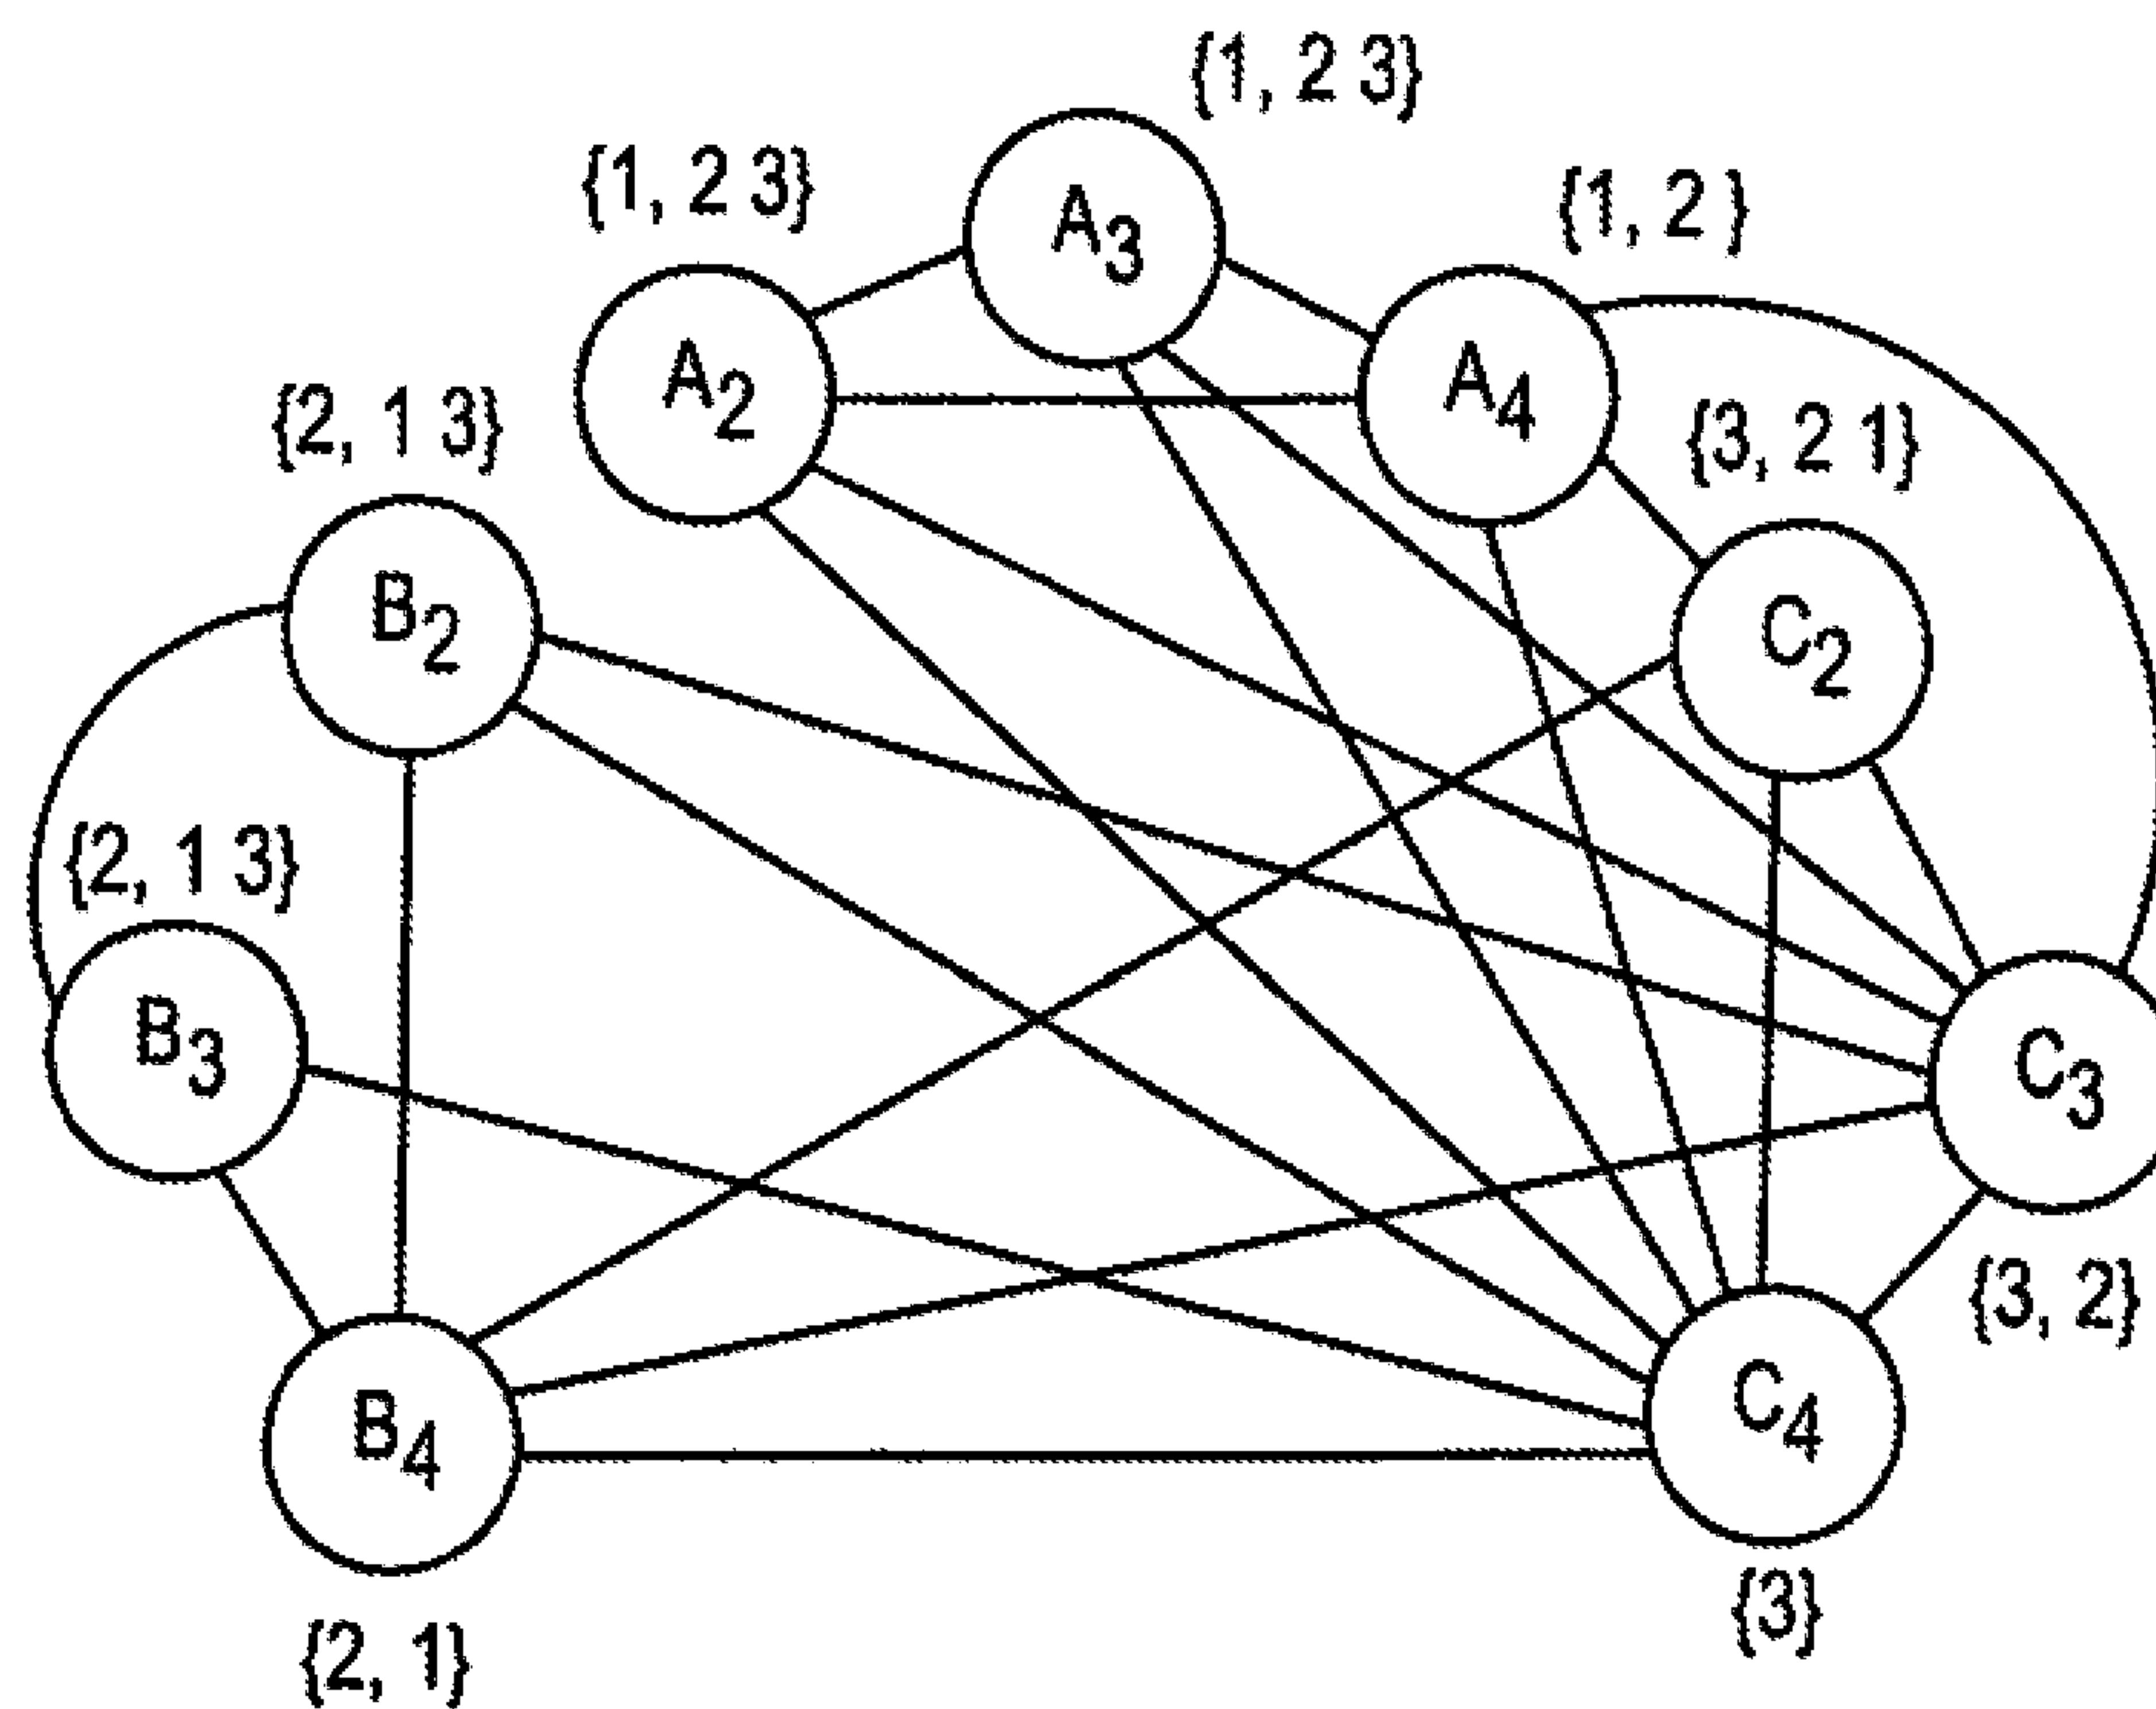 {1, 2 3}
A3
{1, 2 3}
A2
{1, 2 }
A4
{2, 1 3}
B2
{3, 2 1}
C2
{2, 1 3}
B3
C3
{3, 2}
B4
{2, 1}
C4
{3}